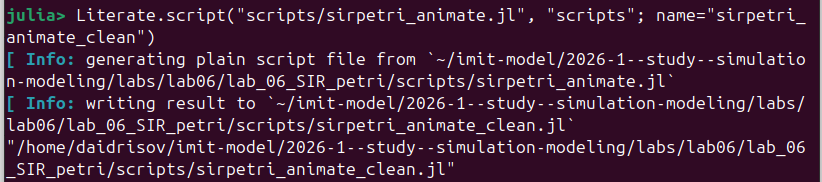 julia> Literate.script("scripts/sirpetri_animate.jl", "scripts"; name="sirpetri_
animate_clean")
[ Info: generating plain script file from `~/imit-model/2026-1--study--simulatio
n-modeling/labs/lab06/lab_06_SIR_petri/scripts/sirpetri_animate.jl`
[ Info: writing result to `~/imit-model/2026-1--study--simulation-modeling/labs/
lab06/lab_06_SIR_petri/scripts/sirpetri_animate_clean.jl`
"/home/daidrisov/imit-model/2026-1--study--simulation-modeling/labs/lab06/lab_06
_SIR_petri/scripts/sirpetri_animate_clean.jl"